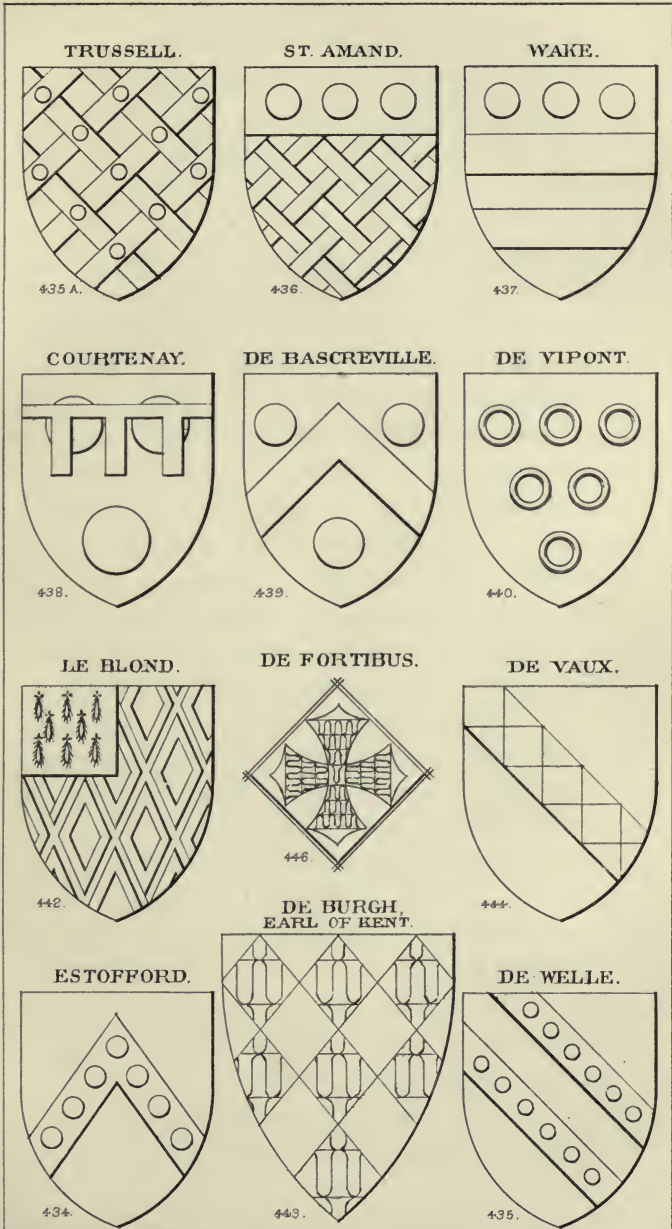 TRUSSELL.
ST. AMAND.
WAKE.
435A.
436.
437.
COURTENAY.
DE BASCREVILLE.
DE VIPONT.
438.
439.
440.
LE BLOND.
DE FORTIBUS.
DE VAUX.
442.
446.
444.
DE BURGH,
EARL OF KENT.
ESTOFFORD.
DE WELLE.
434.
443.
435.